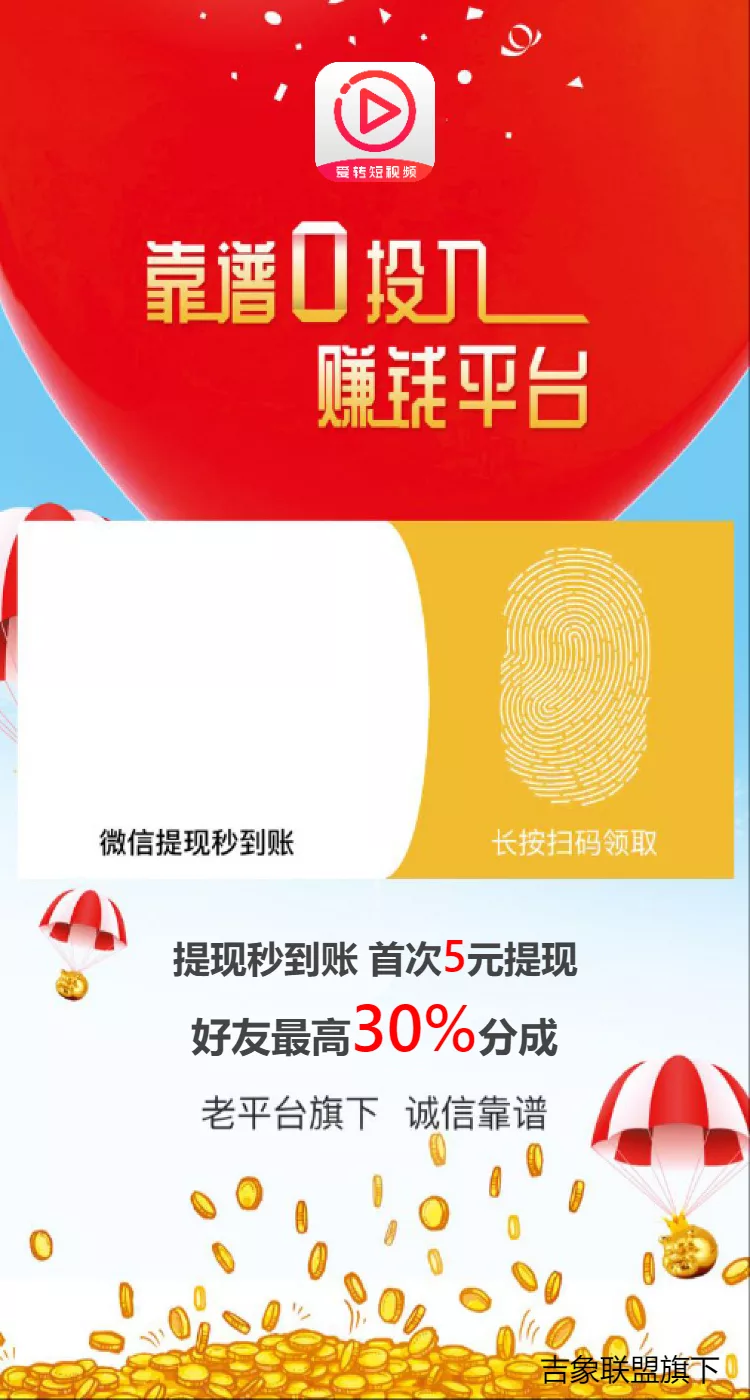 爱转短视频
靠谱0投入
赚钱平台
微信提现秒到账
长按扫码领取
提现秒到账 首次5元提现
好友最高30%分成
老平台旗下 诚信靠谱
吉象联盟旗下